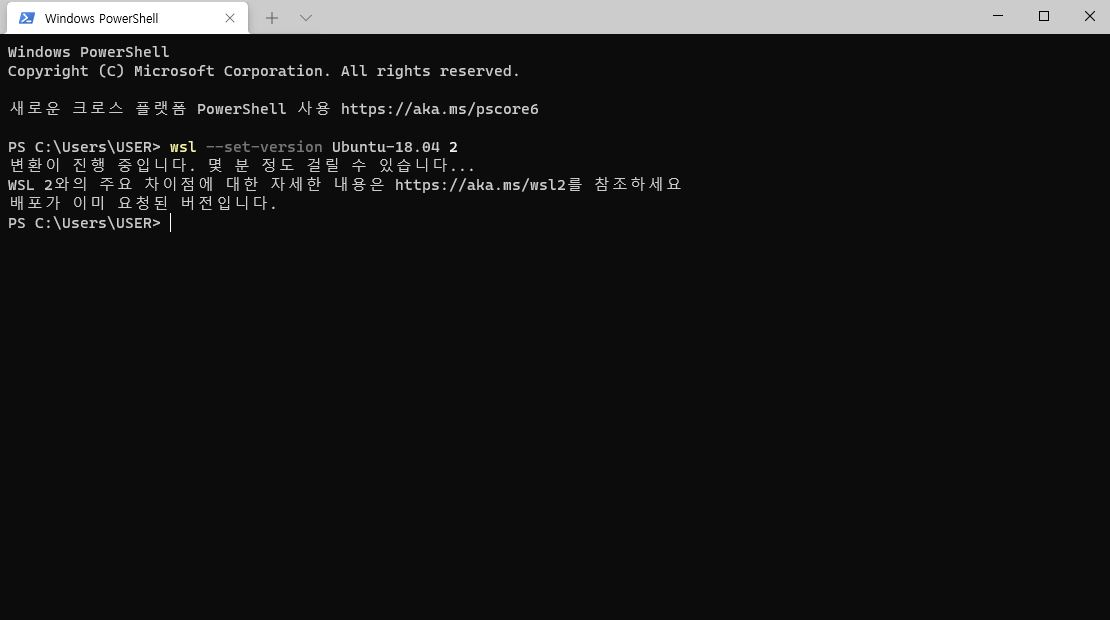 Windows PowerShell
Windows PowerShell
Copyright (C) Microsoft Corporation. All rights reserved.
새로운 크로스 플랫폼 PowerShell 사용 https://aka.ms/pscore6
PS C:\Users\USER> wsl --set-version Ubuntu-18.04 2
변환이 진행 중입니다. 몇 분 정도 걸릴 수 있습니다...
WSL 2와의 주요 차이점에 대한 자세한 내용은 https://aka.ms/wsl2를 참조하세요
배포가 이미 요청된 버전입니다.
PS C:\Users\USER>